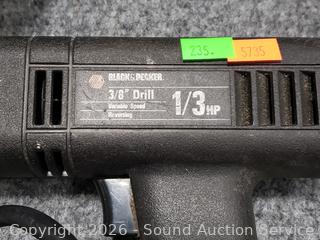 235.
5735
BLACK & DECKER
3/8" Drill
Variable Speed
Reversing
1/3 HP
Copyright 2026 - Sound Auction Service